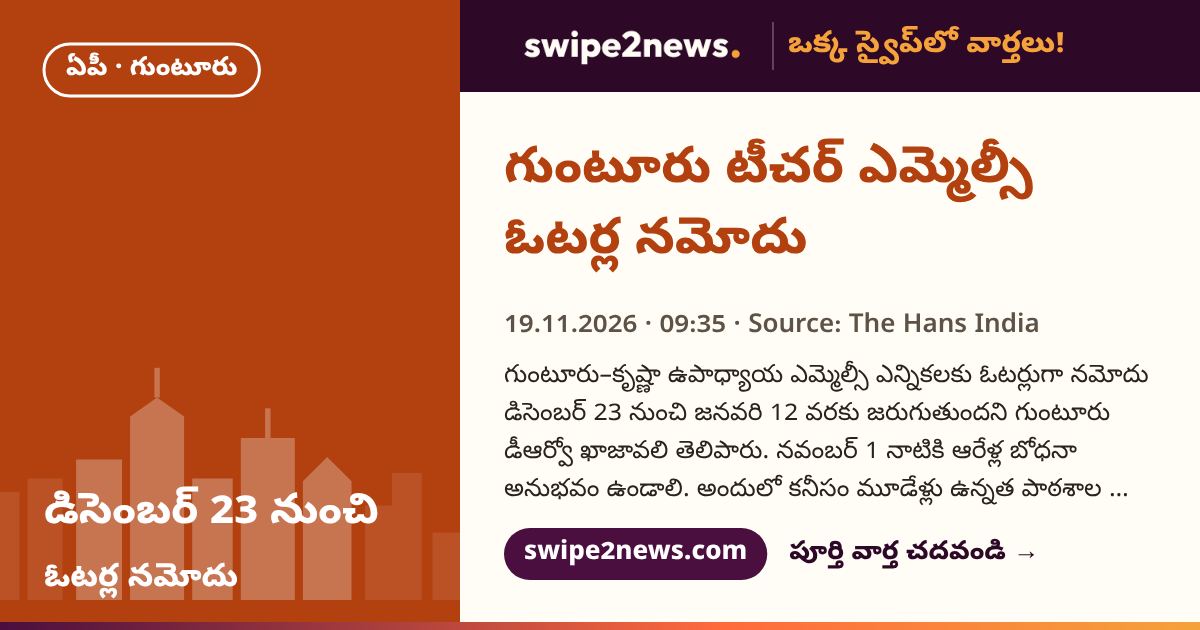 ఏపీ · గుంటూరు
swipe2news.
ఒక్క స్వైప్‌లో వార్తలు!
గుంటూరు టీచర్ ఎమ్మెల్సీ
ఓటర్ల నమోదు
19.11.2026 · 09:35 · Source: The Hans India
గుంటూరు–కృష్ణా ఉపాధ్యాయ ఎమ్మెల్సీ ఎన్నికలకు ఓటర్లుగా నమోదు
డిసెంబర్ 23 నుంచి జనవరి 12 వరకు జరుగుతుందని గుంటూరు
డీఆర్వో ఖాజావలి తెలిపారు. నవంబర్ 1 నాటికి ఆరేళ్ల బోధనా
అనుభవం ఉండాలి. అందులో కనీసం మూడేళ్లు ఉన్నత పాఠశాల ...
డిసెంబర్ 23 నుంచి
ఓటర్ల నమోదు
swipe2news.com
పూర్తి వార్త చదవండి →